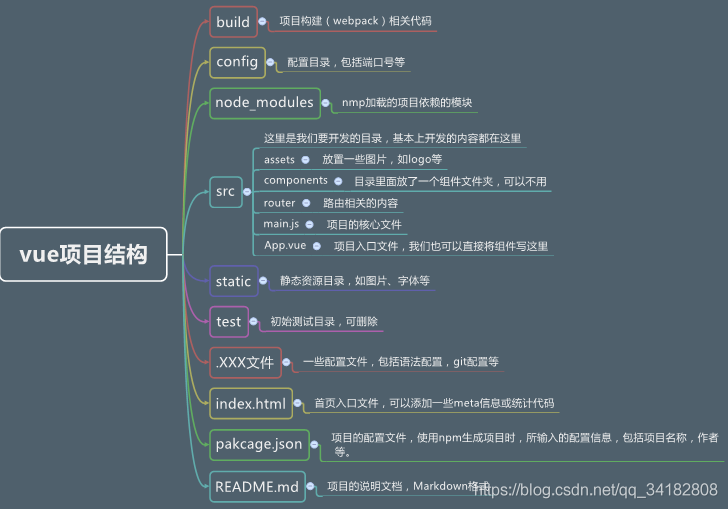 build
项目构建（webpack）相关代码
config
配置目录，包括端口号等
node_modules
nmp加载的项目依赖的模块
src
这里是我们要开发的目录，基本上开发的内容都在这里
assets
放置一些图片，如logo等
components
目录里面放了一个组件文件夹，可以不用
router
路由相关的内容
main.js
项目的核心文件
App.vue
项目入口文件，我们也可以直接将组件写这里
vue项目结构
static
静态资源目录，如图片、字体等
test
初始测试目录，可删除
.XXX文件
一些配置文件，包括语法配置，git配置等
index.html
首页入口文件，可以添加一些meta信息或统计代码
pakcage.json
项目的配置文件，使用npm生成项目时，所输入的配置信息，包括项目名称，作者
等。
README.md
项目的说明文档，Markdown格式
https://blog.csdn.net/qq_34182808